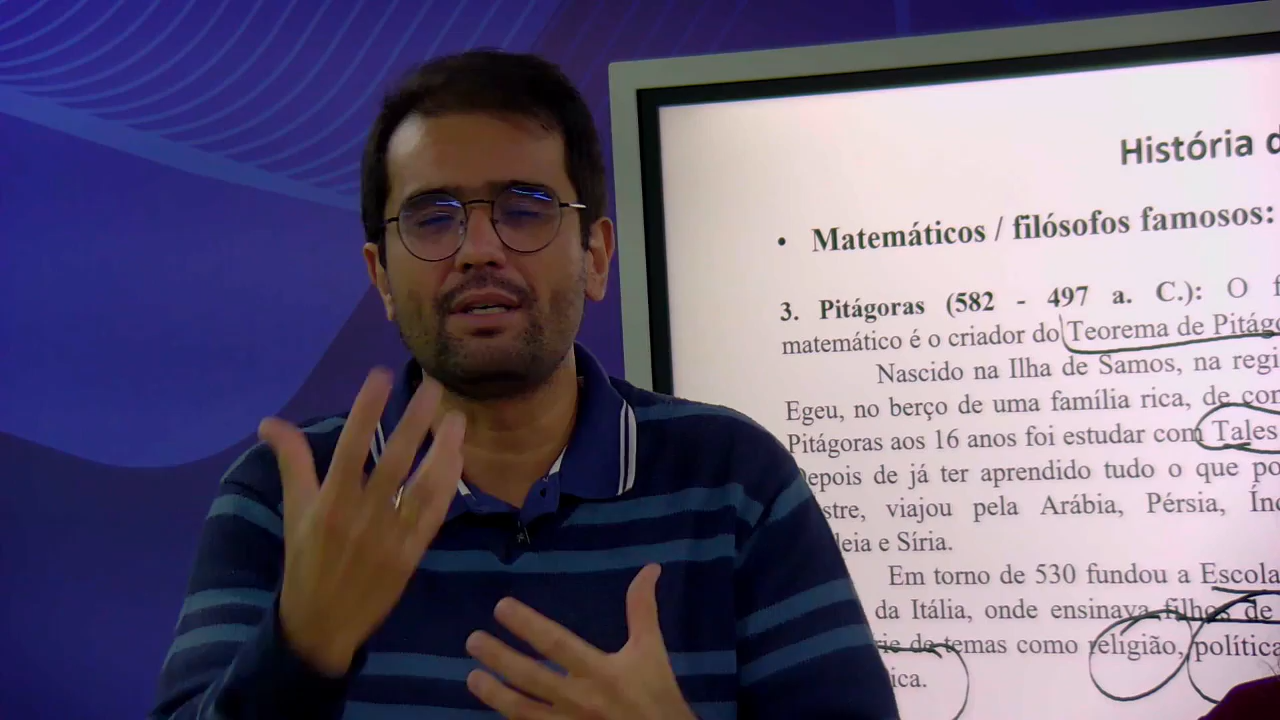 História
• Matemáticos / filósofos famosos:
3. Pitágoras (582 - 497 a. C.): O
matemático é o criador do Teorema de
Nascido na Ilha de Samos, na
Egeu, no berço de uma família rica, de
Pitágoras aos 16 anos foi estudar com Tales
já ter aprendido tudo o que
viajou pela Arábia, Pérsia,
e Síria.
Em torno de 530 fundou a Escola
da Itália, onde ensinava filhos de
de temas como religião, política